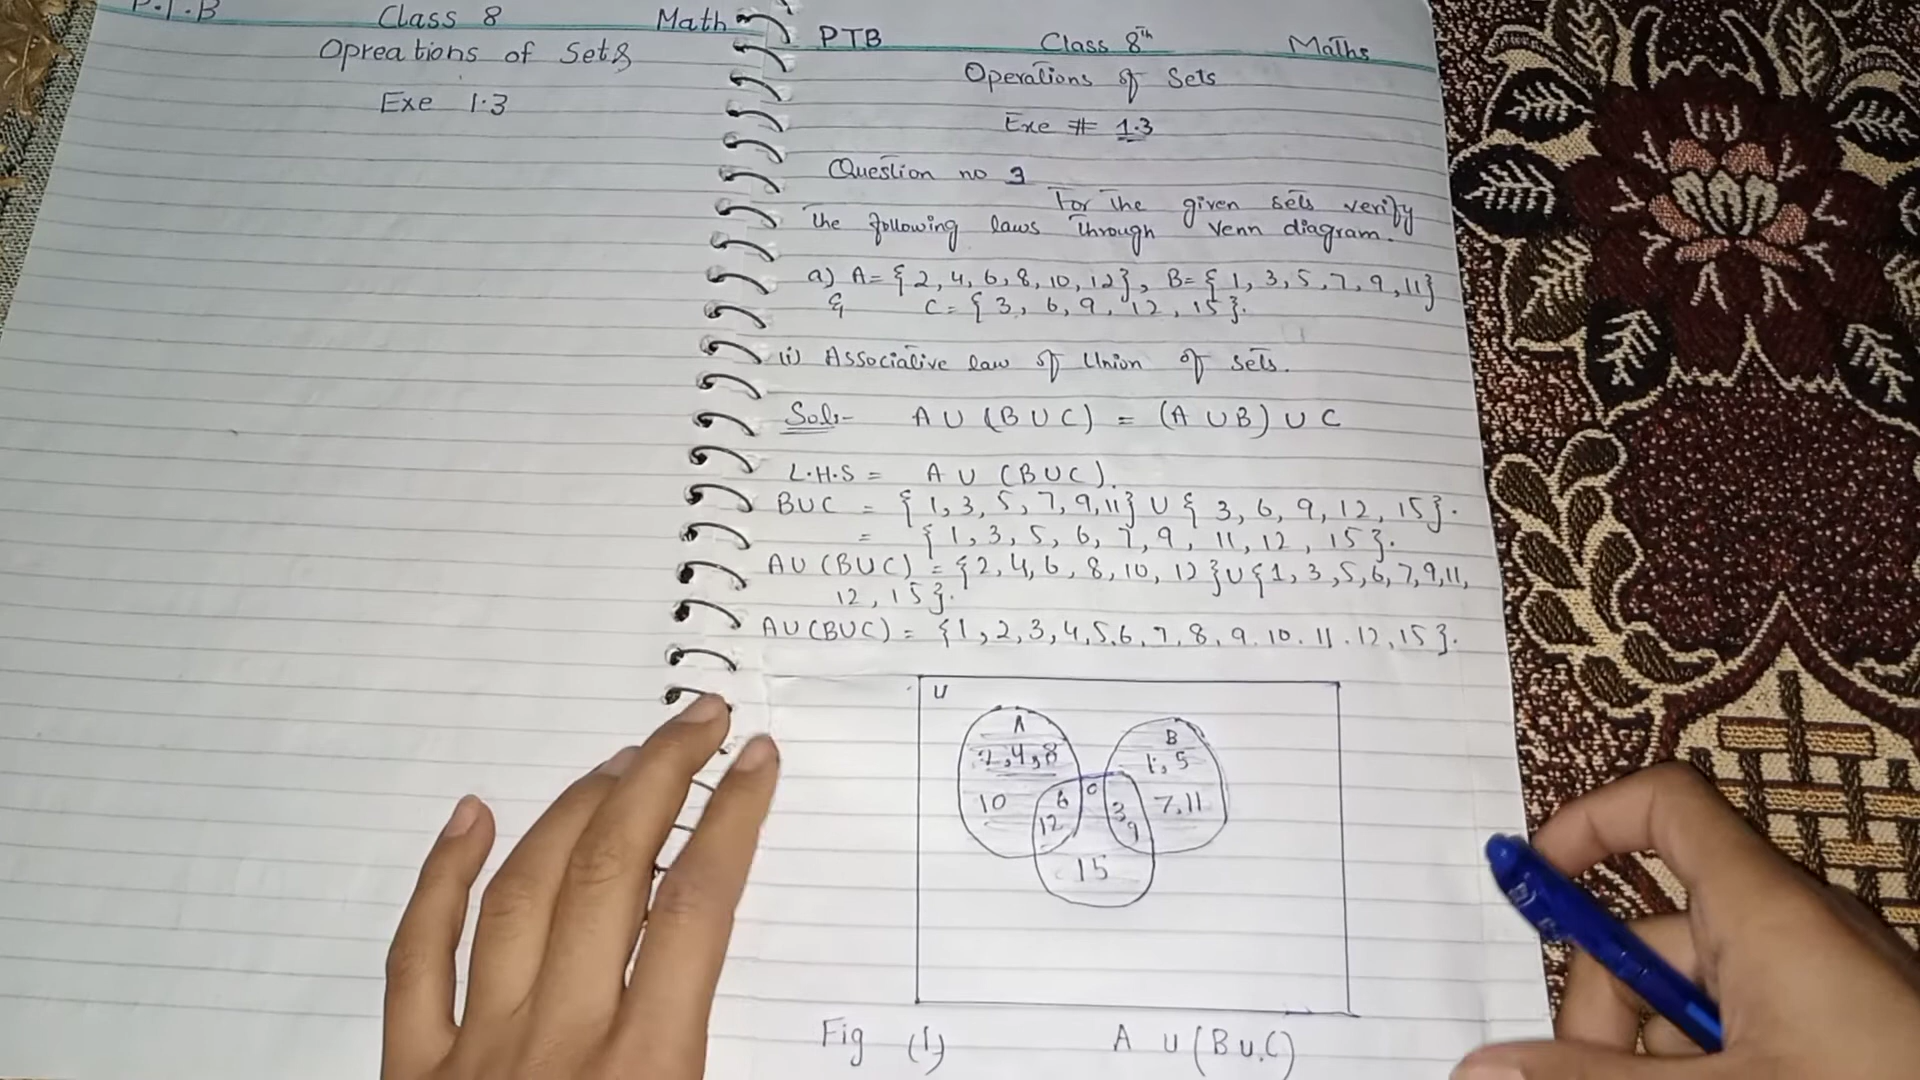 P.T.B Class 8 Math
Opreations of Sets
Exe 1.3
PTB Class 8th Maths
Operations of Sets
Exe # 1.3
Question no 3
For the given sets verify
the following laws through Venn diagram.
a) A= { 2, 4, 6, 8, 10, 12}, B= { 1, 3, 5, 7, 9, 11}
& C= { 3, 6, 9, 12, 15}.
(i) Associative law of Union of sets.
Sol:- A ∪ (B ∪ C) = (A ∪ B) ∪ C
L.H.S = A ∪ (B ∪ C).
B∪C = { 1, 3, 5, 7, 9, 11} ∪ { 3, 6, 9, 12, 15}.
= { 1, 3, 5, 6, 7, 9, 11, 12, 15}.
A∪(B∪C) = {2, 4, 6, 8, 10, 12}∪{1, 3, 5, 6, 7, 9, 11,
12, 15}.
A∪(B∪C) = {1, 2, 3, 4, 5. 6, 7, 8, 9. 10. 11. 12, 15}.
U
A
B
2, 4, 8
1, 5
10
6
C
3
7, 11
12
9
15
Fig (1) A ∪ (B ∪ C)